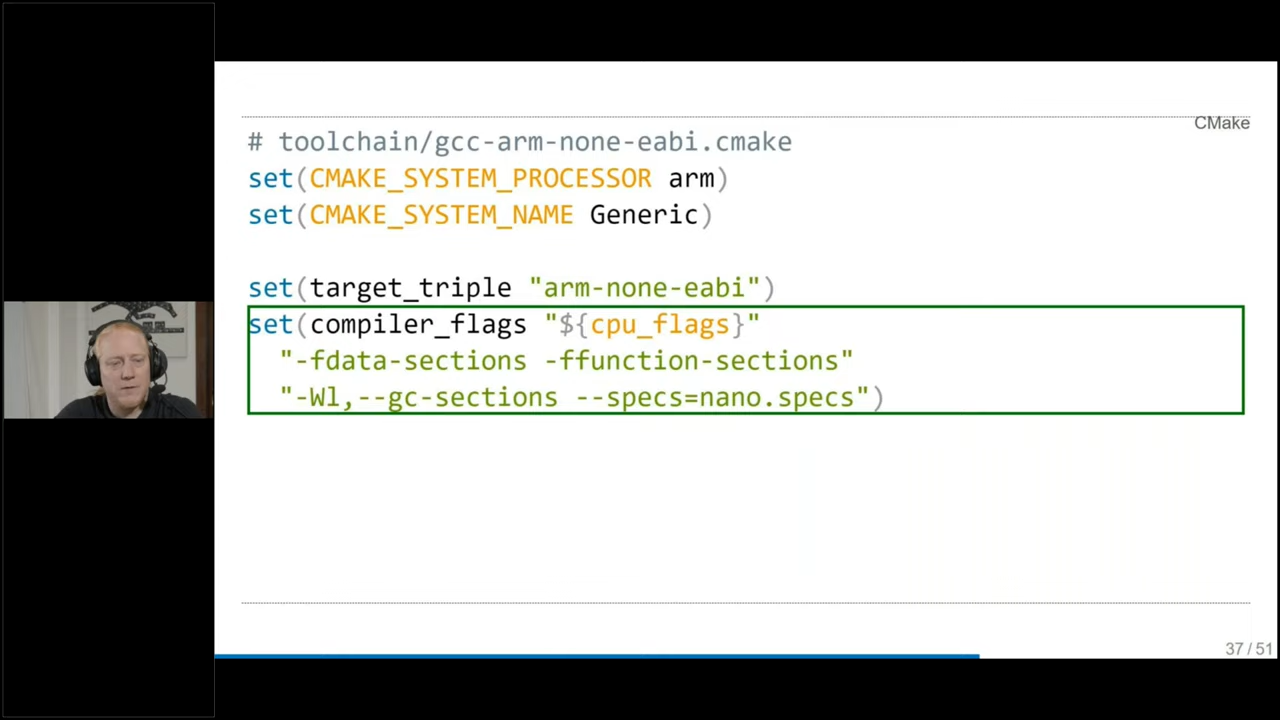 CMake
# toolchain/gcc-arm-none-eabi.cmake
set(CMAKE_SYSTEM_PROCESSOR arm)
set(CMAKE_SYSTEM_NAME Generic)
set(target_triple "arm-none-eabi")
set(compiler_flags "${cpu_flags}"
"-fdata-sections -ffunction-sections"
"-Wl,--gc-sections --specs=nano.specs")
37 / 51